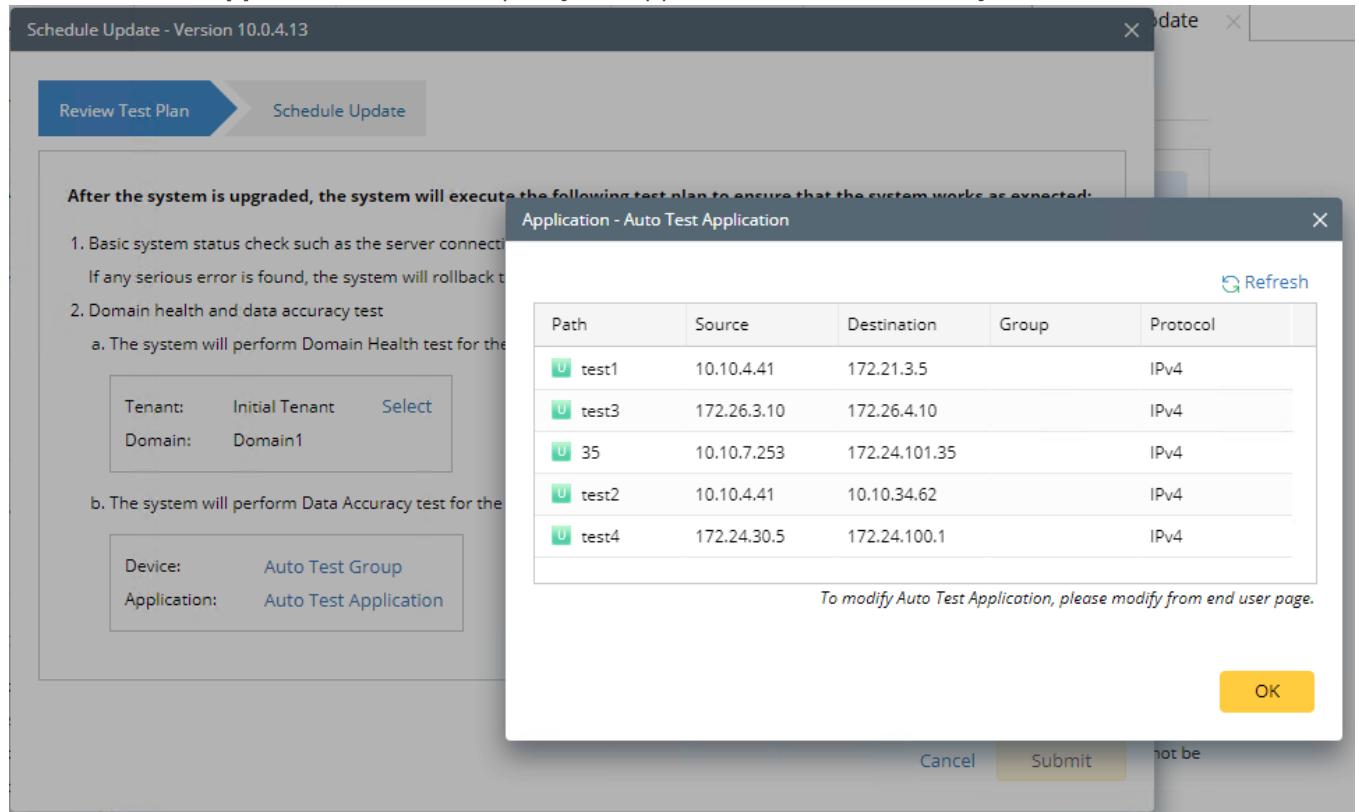 Schedule Update - Version 10.0.4.13
date
Review Test Plan
Schedule Update
After the system is upgraded, the system will execute the following test plan to ensure that the system works as expected:
1. Basic system status check such as the server
If any serious error is found, the system will rollback
2. Domain health and data accuracy test
a. The system will perform Domain Health test for the
Tenant: Initial Tenant Select
Domain: Domain1
b. The system will perform Data Accuracy test for the
Device: Auto Test Group
Application: Auto Test Application
Application - Auto Test Application
Refresh
Path Source Destination Group Protocol
U test1 10.10.4.41 172.21.3.5 IPv4
U test3 172.26.3.10 172.26.4.10 IPv4
U 35 10.10.7.253 172.24.101.35 IPv4
U test2 10.10.4.41 10.10.34.62 IPv4
U test4 172.24.30.5 172.24.100.1 IPv4
To modify Auto Test Application, please modify from end user page.
OK
Cancel Submit
not be